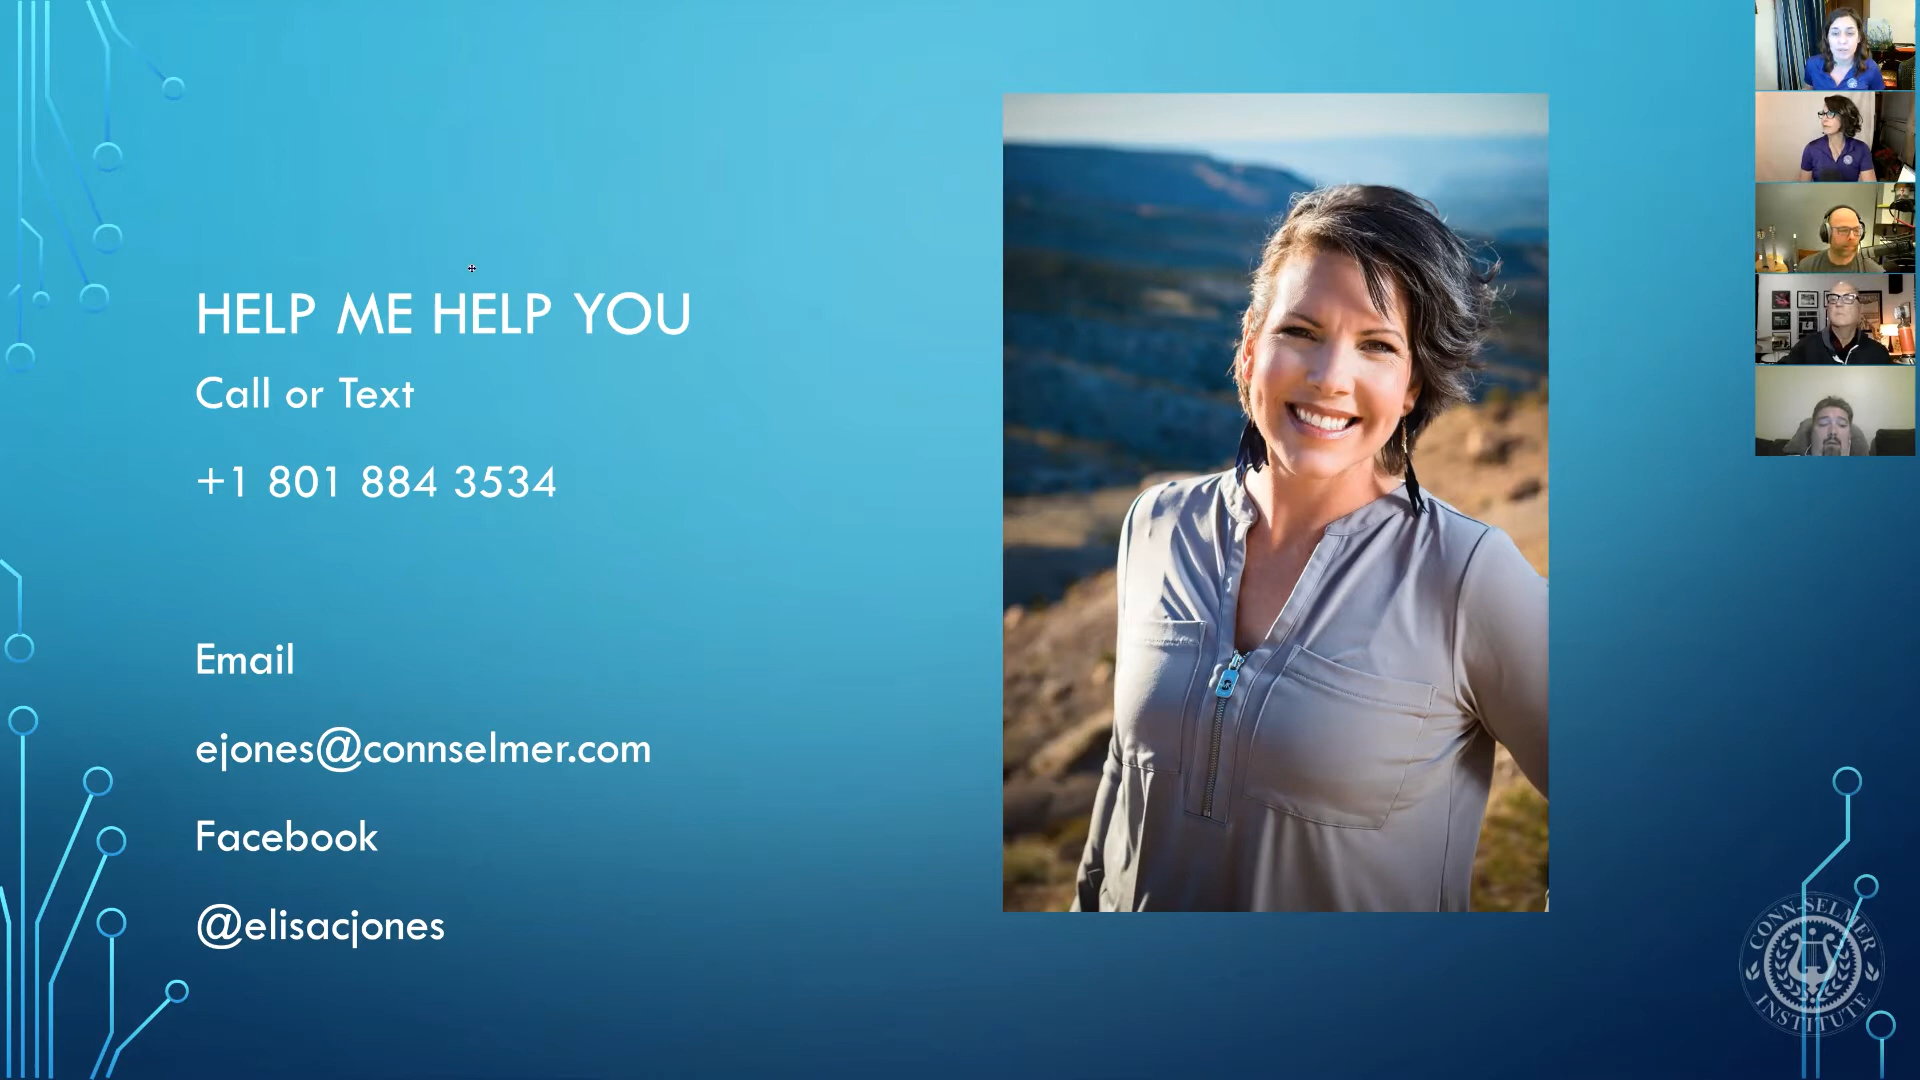 HELP ME HELP YOU
Call or Text
+1 801 884 3534
Email
ejones@connselmer.com
Facebook
@elisacjones
CONN-SELMER
INSTITUTE